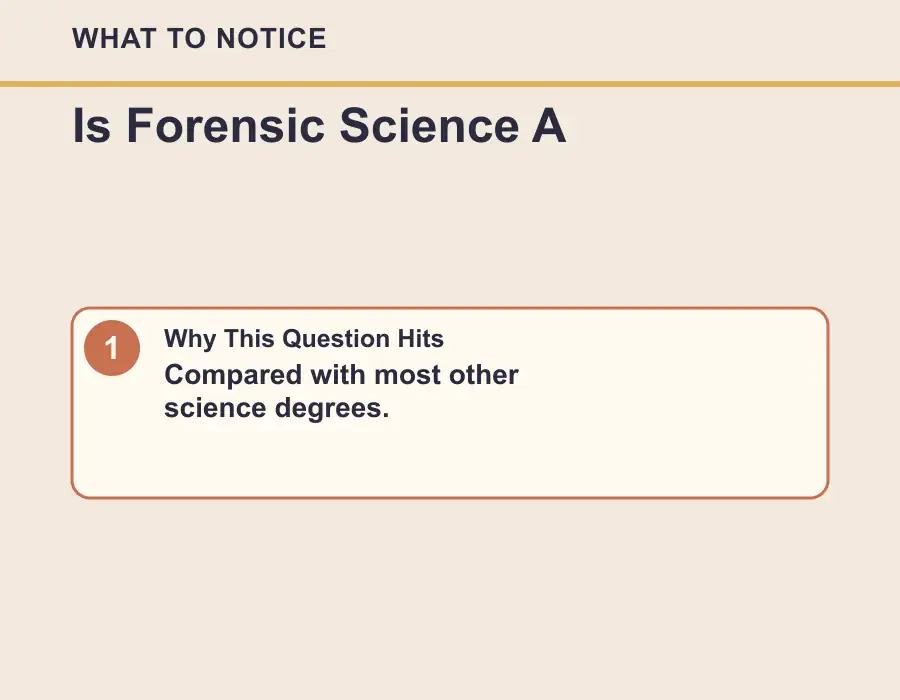 WHAT TO NOTICE
Is Forensic Science A
1
Why This Question Hits
Compared with most other
science degrees.